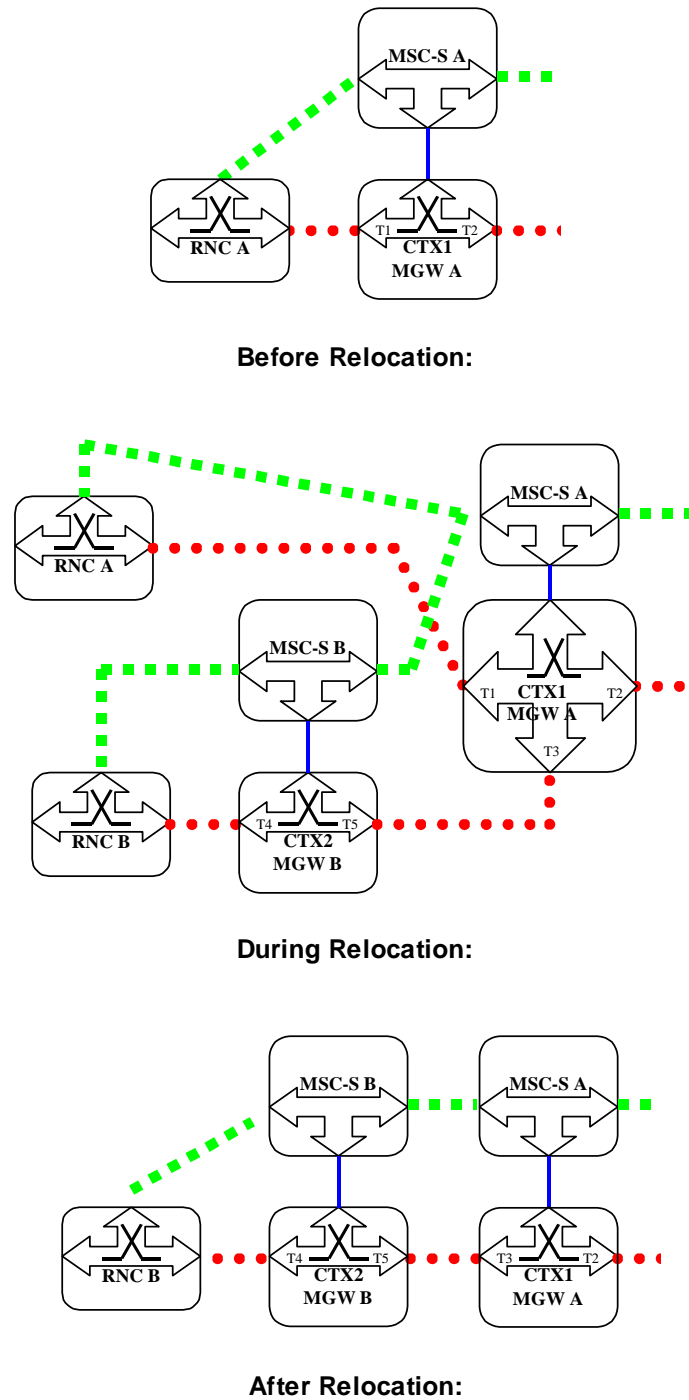 MSC-S A
RNC A
T1
T2
CTX1
MGW A
Before Relocation:
MSC-S A
RNC A
MSC-S B
T1
CTX1
T2
MGW A
T3
RNC B
T4
CTX2
T5
MGW B
During Relocation:
MSC-S B
MSC-S A
RNC B
T4
CTX2
T5
MGW B
T3
CTX1
T2
MGW A
After Relocation: